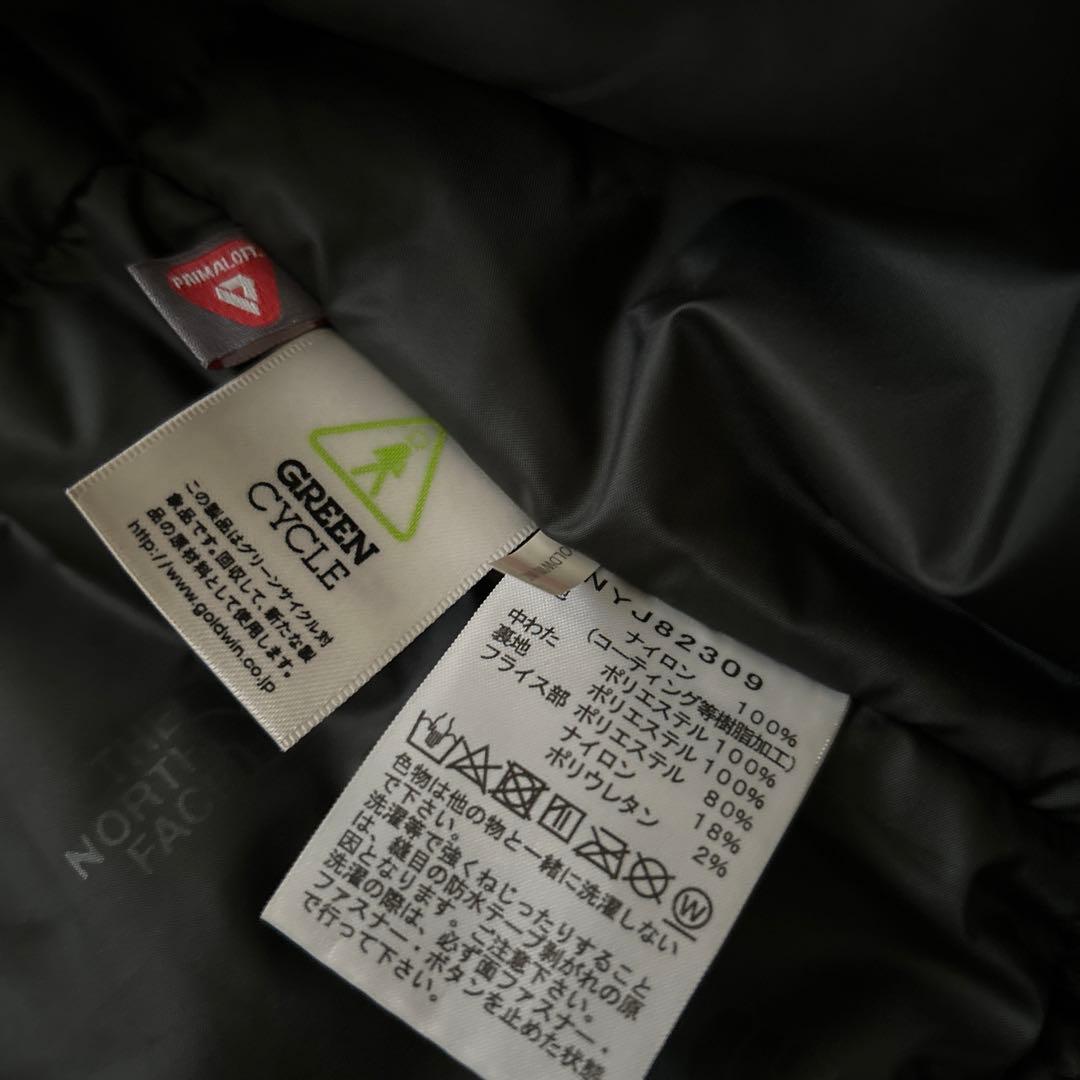 PRIMALOFT
GREEN
CYCLE
この製品はグリーンサイクル対
象品です。回収して、新たな製
品の原材料として使用します。
http://www.goldwin.co.jp
NYJ82309
ナイロン 100%
(コーティング等樹脂加工)
中わた ポリエステル 100%
裏地 ポリエステル 100%
フライス部 ポリエステル 80%
ナイロン 18%
ポリウレタン 2%
W
色物は他の物と一緒に洗濯しない
で下さい。
洗濯等で強くねじったりすること
は、縫目の防水テープ剥がれの原
因となります。ご注意下さい。
洗濯の際は、必ず面ファスナー・
ファスナー・ボタンを止めた状態
で行って下さい。
THE
NORTH
FACE